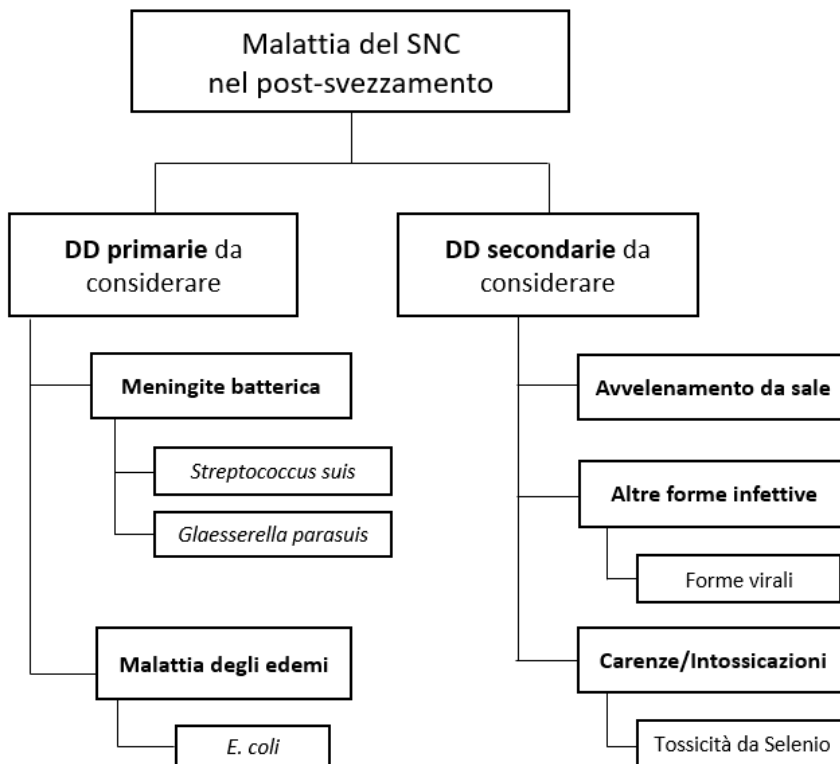 Malattia del SNC
nel post-svezzamento
DD primarie da
considerare
Meningite batterica
Streptococcus suis
Glaesserella parasuis
Malattia degli edemi
E. coli
DD secondarie da
considerare
Avvelenamento da sale
Altre forme infettive
Forme virali
Carenze/Intossicazioni
Tossicità da Selenio